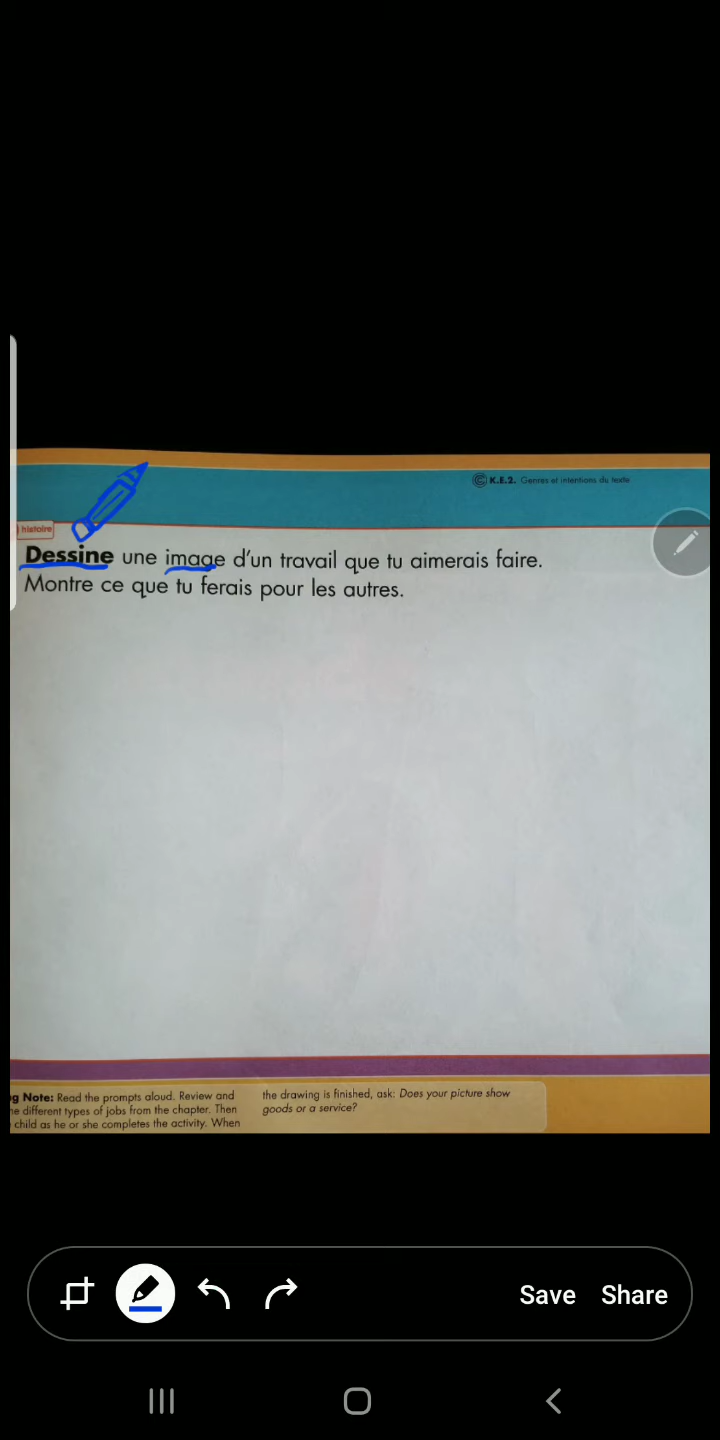 K.E.2. Genres et intentions du texte
histoire
Dessine une image d'un travail que tu aimerais faire.
Montre ce que tu ferais pour les autres.
g Note: Read the prompts aloud. Review and
e different types of jobs from the chapter. Then
child as he or she completes the activity. When
the drawing is finished, ask: Does your picture show
goods or a service?
Save Share